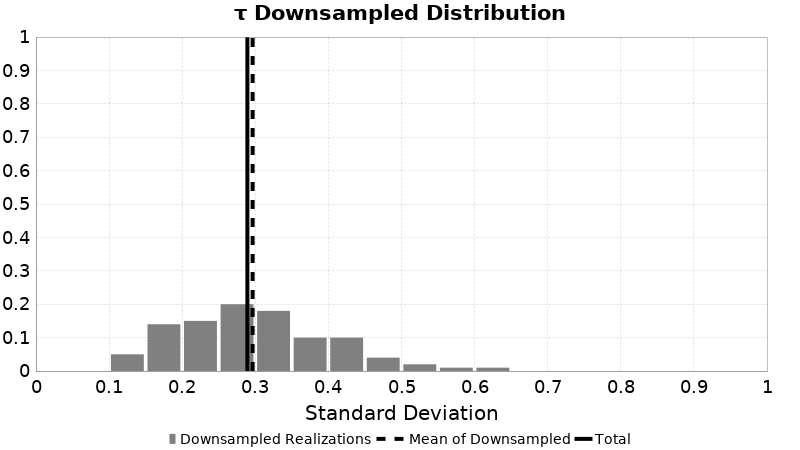 τ Downsampled Distribution
1
0.9
0.8
0.7
0.6
0.5
0.4
0.3
0.2
0.1
0
0 0.1 0.2 0.3 0.4 0.5 0.6 0.7 0.8 0.9 1
Standard Deviation
Downsampled Realizations Mean of Downsampled Total